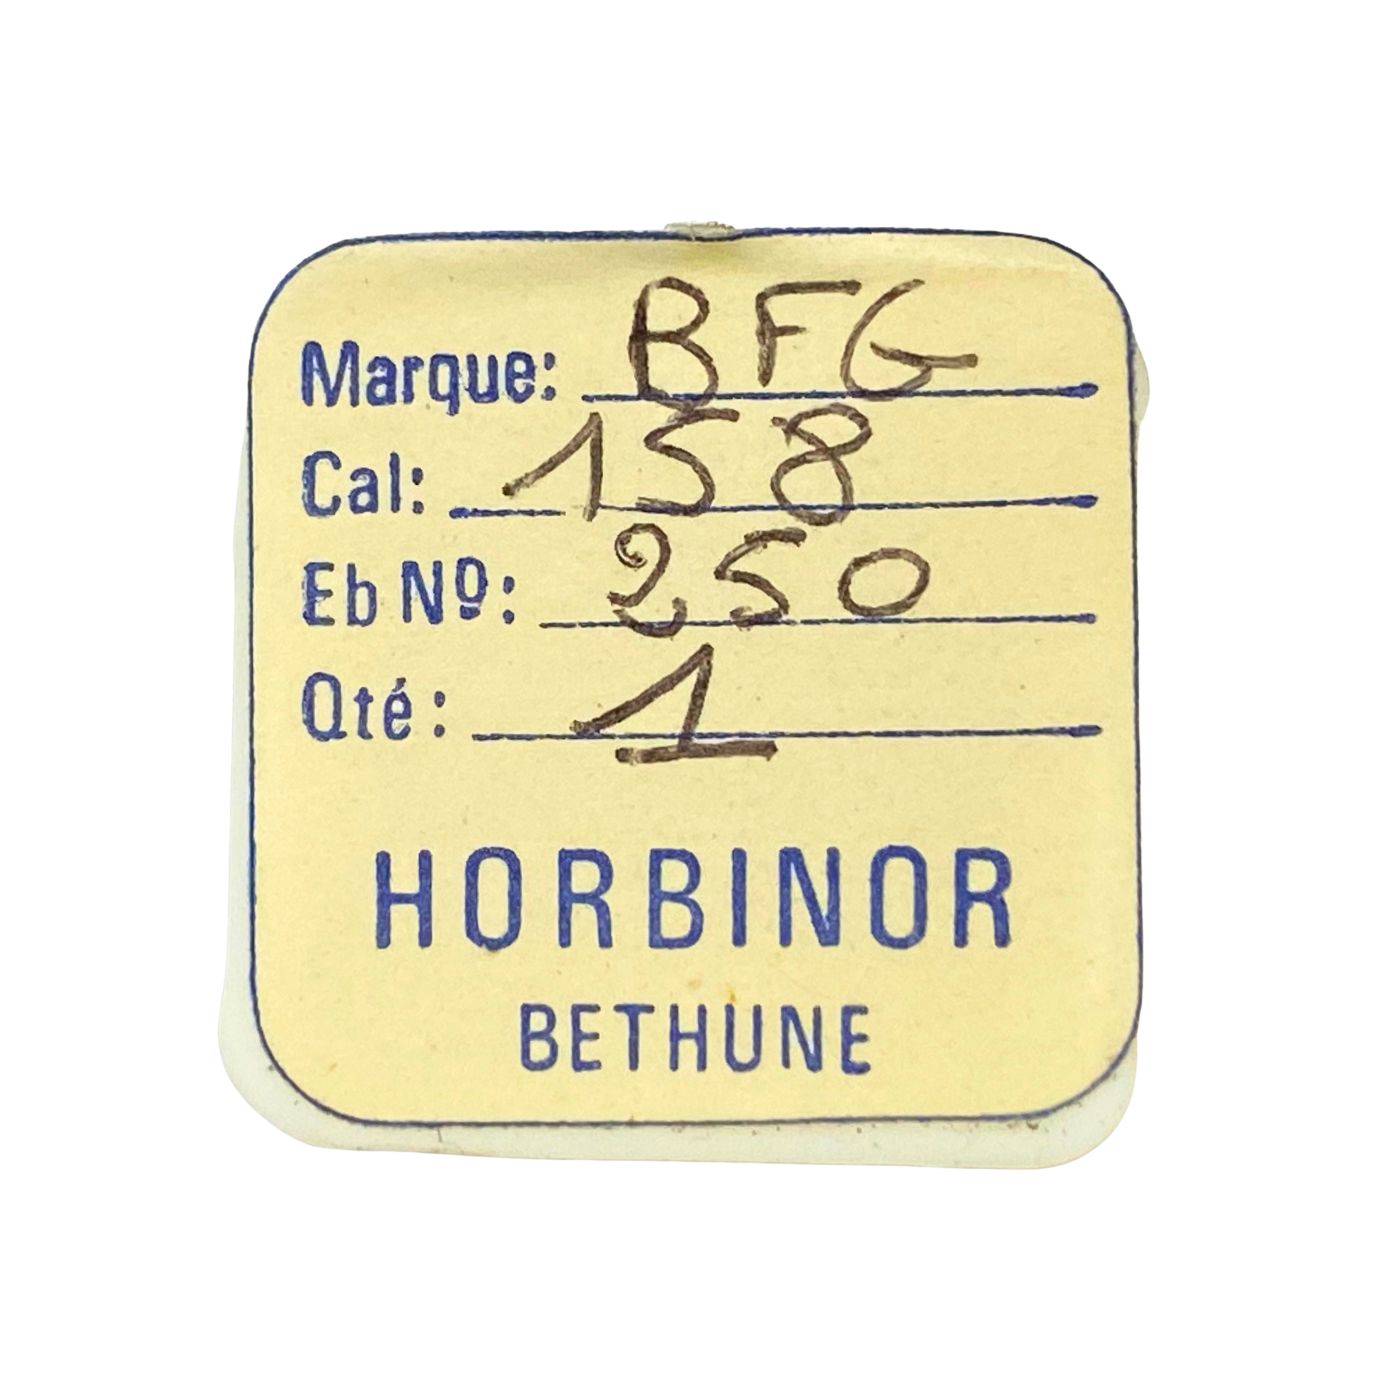 Marque: BFG
Cal: 158
Eb Nº: 250
Qté: 1
HORBINOR
BETHUNE